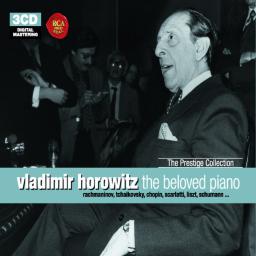 3CD
DIGITAL
MASTERING
RCA
The Prestige Collection
vladimir horowitz the beloved piano
rachmaninov, tchaikovsky, chopin, scarlatti, liszt, schumann ...